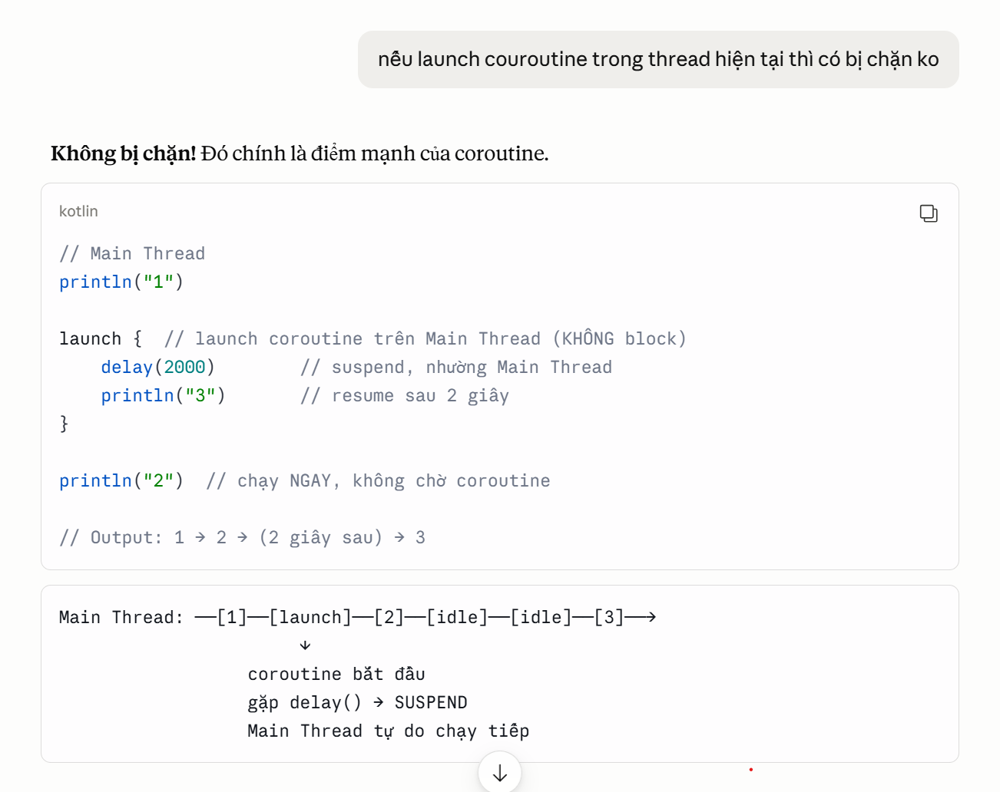 nếu launch couroutine trong thread hiện tại thì có bị chặn ko
Không bị chặn! Đó chính là điểm mạnh của coroutine.
kotlin
// Main Thread
println("1")
launch {  // launch coroutine trên Main Thread (KHÔNG block)
    delay(2000)        // suspend, nhường Main Thread
    println("3")       // resume sau 2 giây
}
println("2")  // chạy NGAY, không chờ coroutine
// Output: 1 → 2 → (2 giây sau) → 3
Main Thread: ──[1]──[launch]──[2]──[idle]──[idle]──[3]──→
↓
coroutine bắt đầu
gặp delay() → SUSPEND
Main Thread tự do chạy tiếp